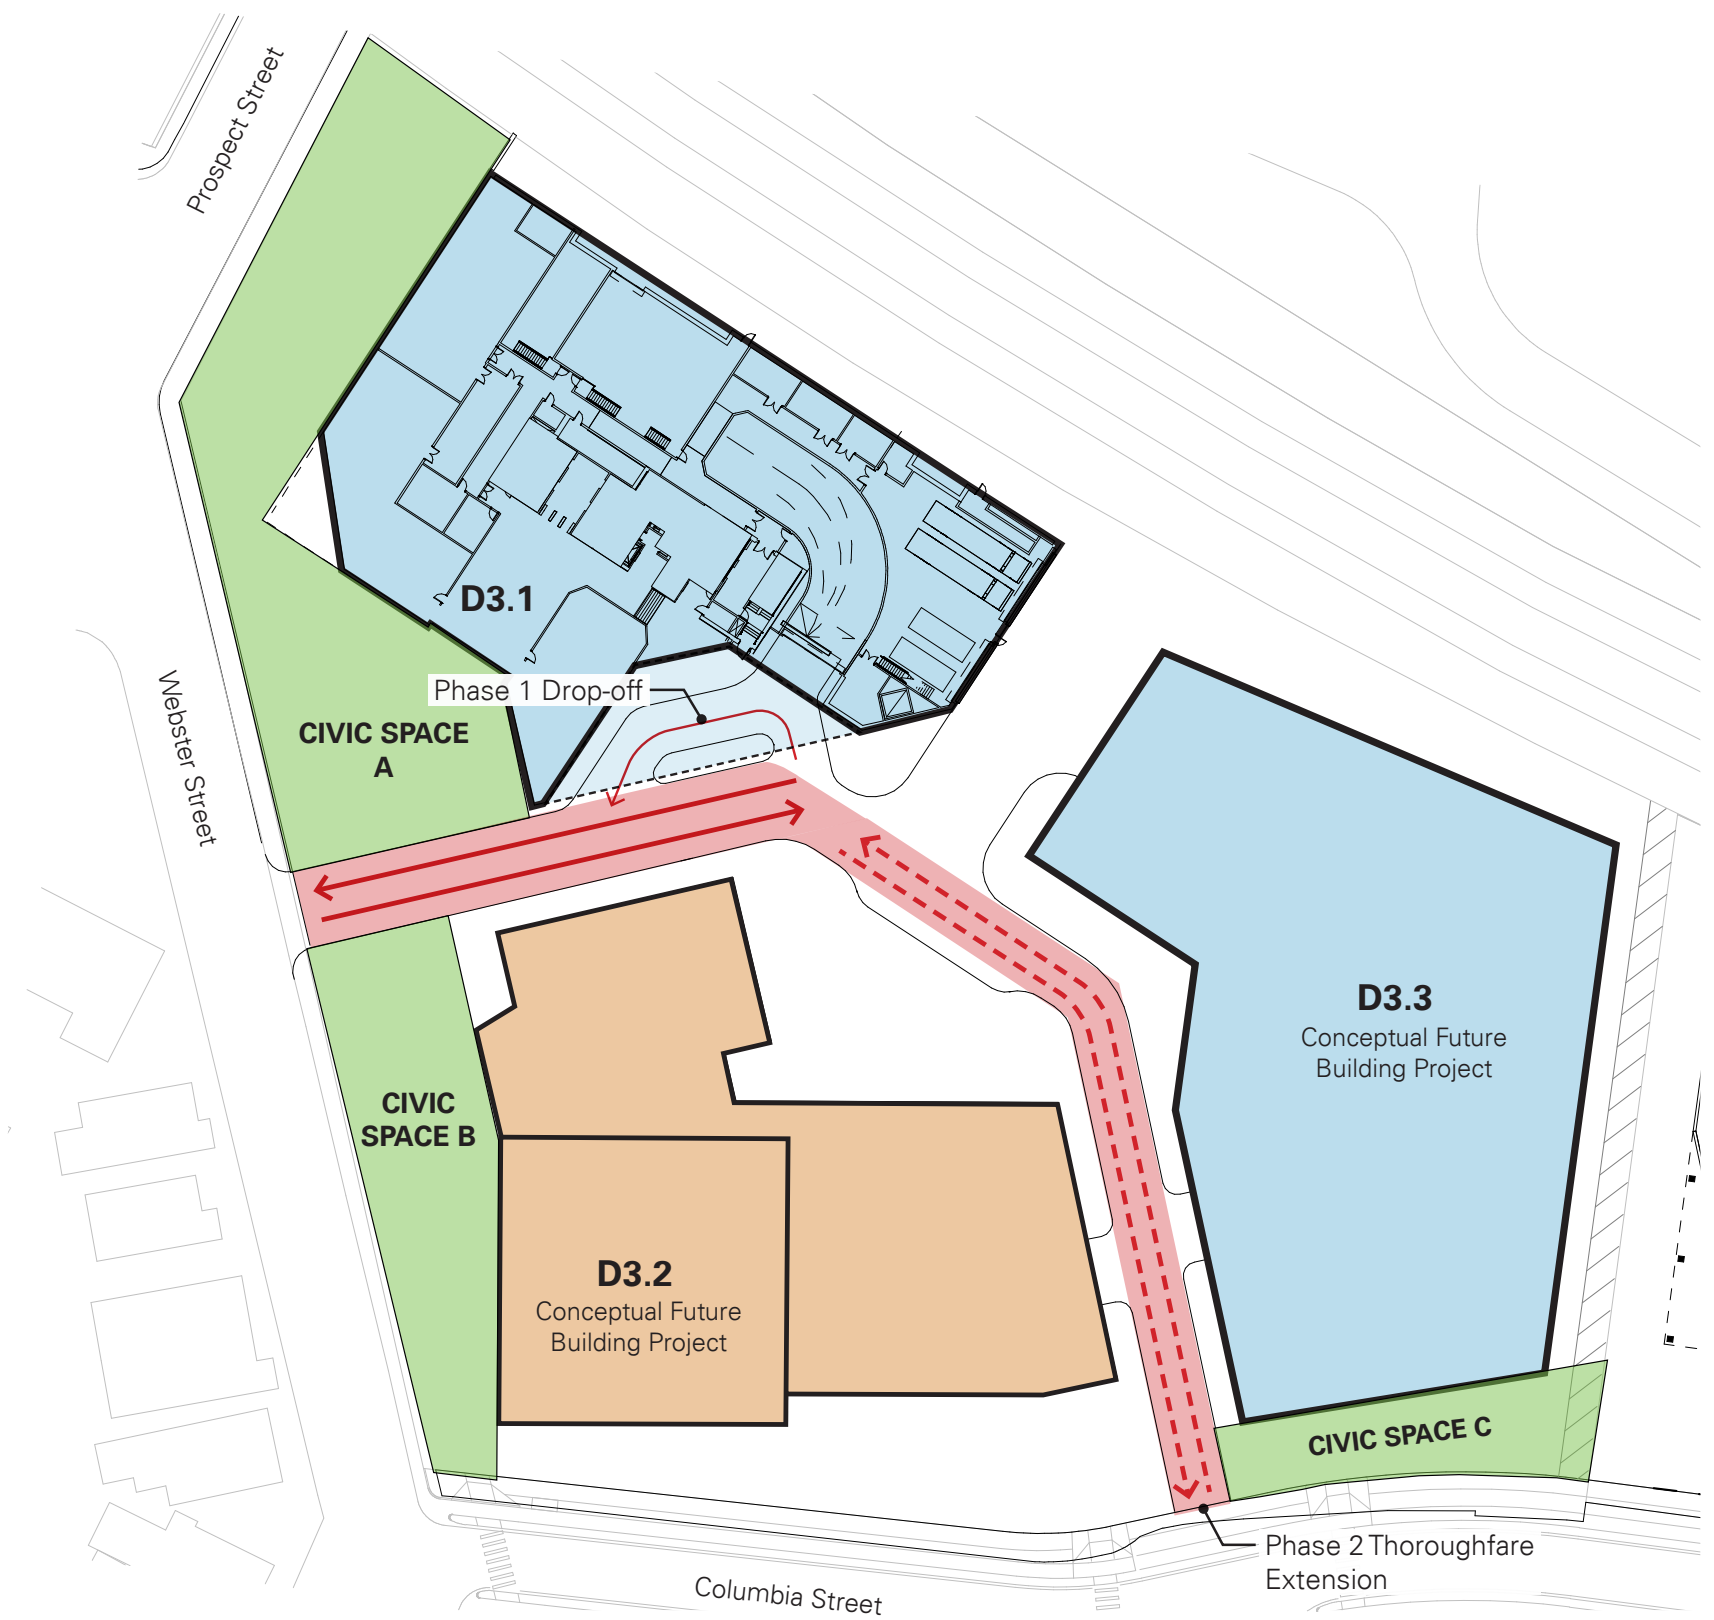 Prospect Street
D3.1
Phase 1 Drop-off
CIVIC SPACE
A
Webster Street
D3.3
Conceptual Future
Building Project
CIVIC
SPACE B
D3.2
Conceptual Future
Building Project
CIVIC SPACE C
Phase 2 Thoroughfare
Extension
Columbia Street